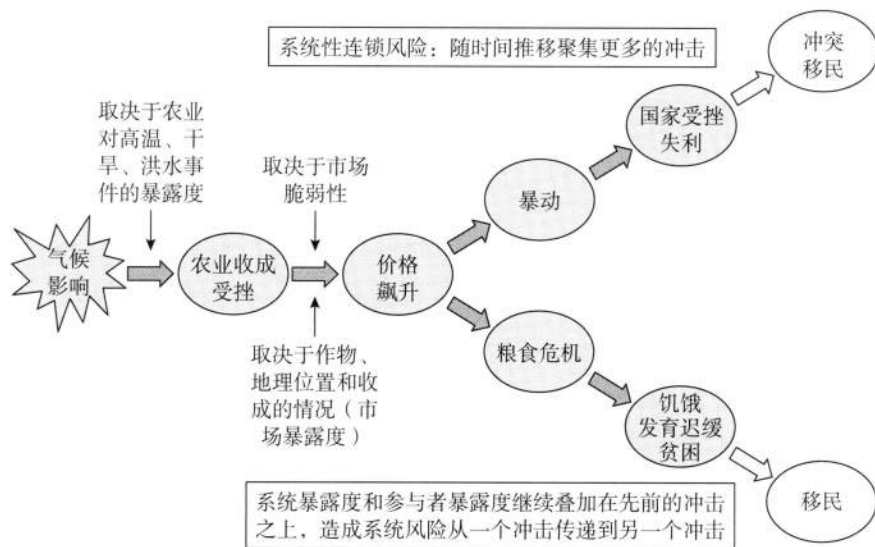 系统性连锁风险：随时间推移聚集更多的冲击
冲突
移民
取决于农业
对高温、干
旱、洪水事
件的暴露度
取决于市场
脆弱性
国家受挫
失利
暴动
气候
影响
农业收成
受挫
价格
飙升
取决于作物、
地理位置和收
成的情况（市
场暴露度）
粮食危机
饥饿
发育迟缓
贫困
移民
系统暴露度和参与者暴露度继续叠加在先前的冲击
之上，造成系统风险从一个冲击传递到另一个冲击